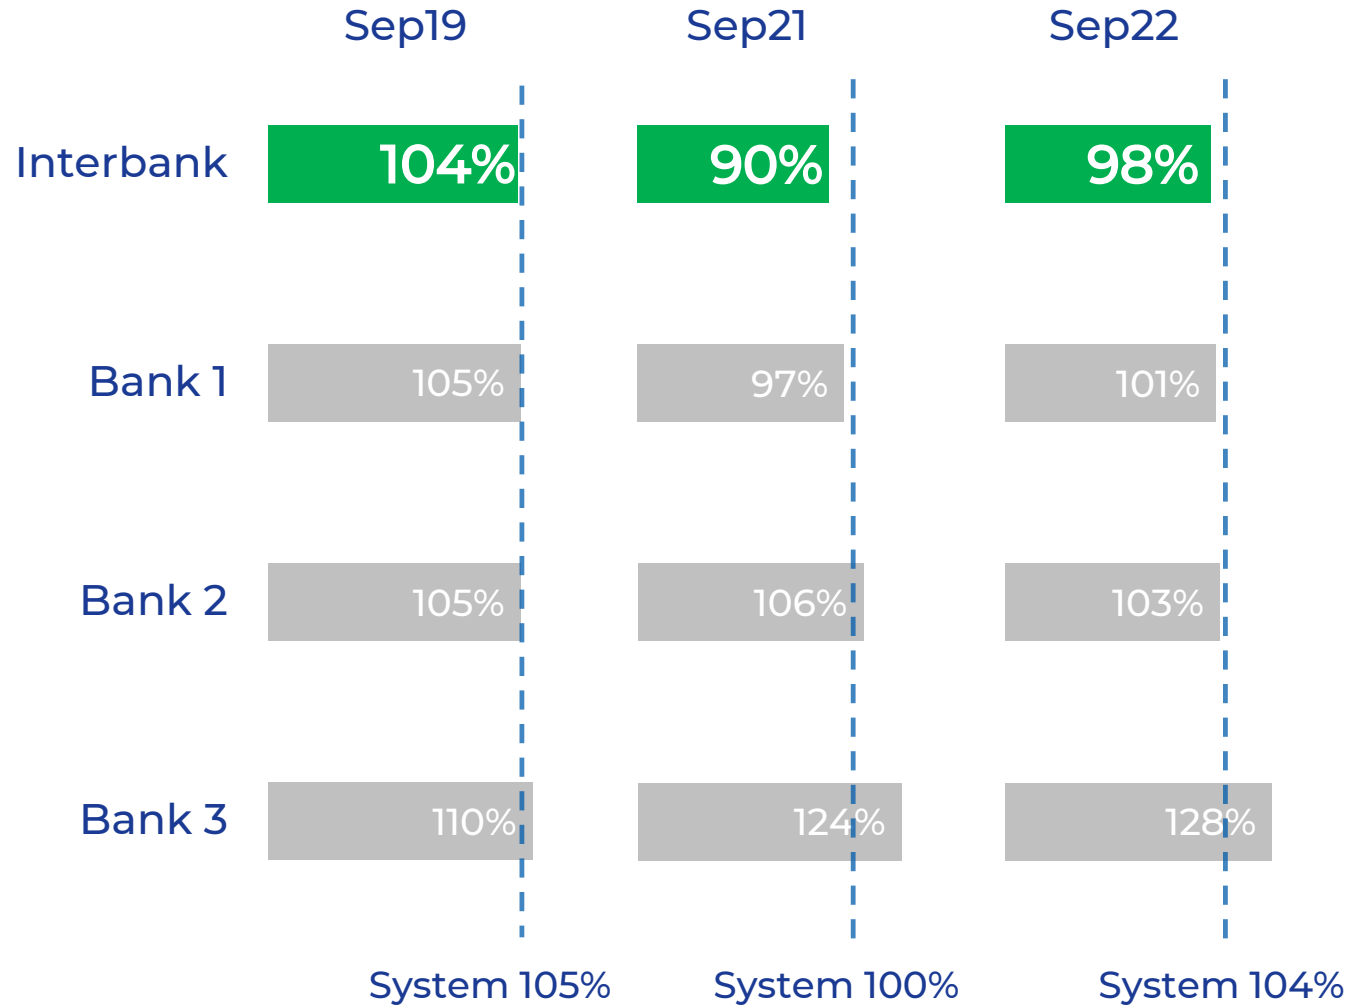 Sep19 Sep21 Sep22
Interbank 104% 90% 98%
Bank 1 105% 97% 101%
Bank 2 105% 106% 103%
Bank 3 110% 124% 128%
System 105% System 100% System 104%